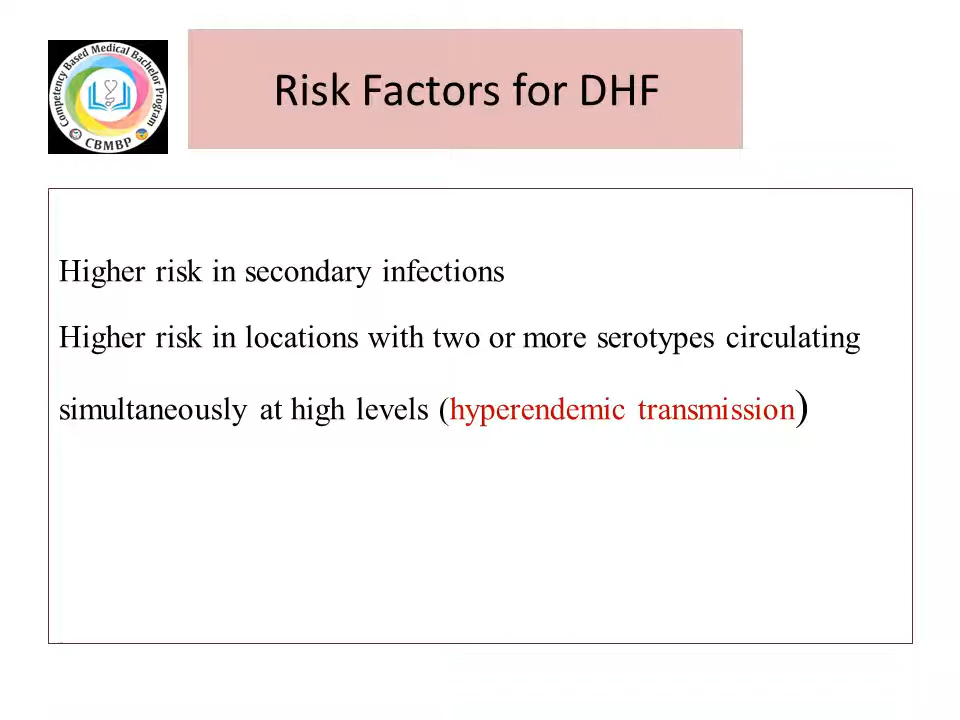 Competency Based Medical Bachelor Program
CBMBP
Risk Factors for DHF
Higher risk in secondary infections
Higher risk in locations with two or more serotypes circulating
simultaneously at high levels (hyperendemic transmission)